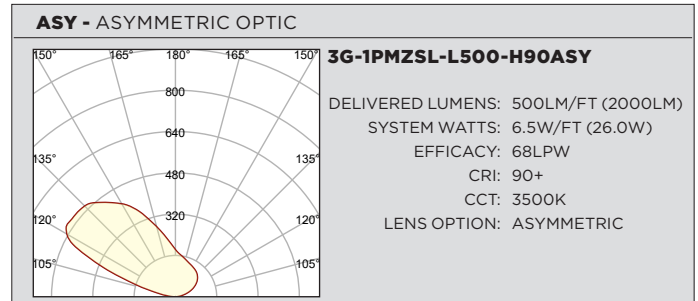 ASY - ASYMMETRIC OPTIC
150° 165° 180° 165° 150°
800
640
135° 135°
480
120° 320 120°
105° 105°
3G-1PMZSL-L500-H90ASY
DELIVERED LUMENS: 500LM/FT (2000LM)
SYSTEM WATTS: 6.5W/FT (26.0W)
EFFICACY: 68LPW
CRI: 90+
CCT: 3500K
LENS OPTION: ASYMMETRIC